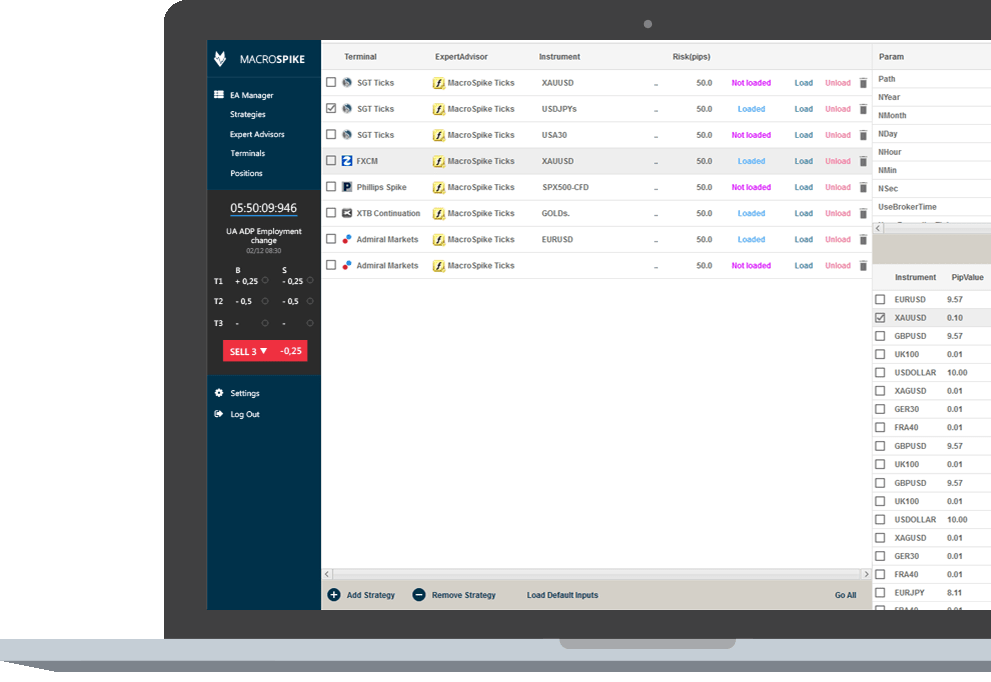 MACROSPIKE
EA Manager
Strategies
Expert Advisors
Terminals
Positions
05:50:09:946
UA ADP Employment
change
02/12 08:30
B S
T1 + 0,25 - 0,25
T2 - 0,5 - 0,5
T3 - -
SELL 3 ▼ -0,25
Settings
Log Out
Terminal ExpertAdvisor Instrument Risk(pips)
SGT Ticks MacroSpike Ticks XAUUSD - 50.0 Not loaded Load Unload
SGT Ticks MacroSpike Ticks USDJPYs - 50.0 Loaded Load Unload
SGT Ticks MacroSpike Ticks USA30 - 50.0 Not loaded Load Unload
FXCM MacroSpike Ticks XAUUSD - 50.0 Loaded Load Unload
Phillips Spike MacroSpike Ticks SPX500-CFD - 50.0 Not loaded Load Unload
XTB Continuation MacroSpike Ticks GOLDs. - 50.0 Loaded Load Unload
Admiral Markets MacroSpike Ticks EURUSD - 50.0 Loaded Load Unload
Admiral Markets MacroSpike Ticks - 50.0 Not loaded Load Unload
Add Strategy Remove Strategy Load Default Inputs Go All
Param
Path
NYear
NMonth
NDay
NHour
NMin
NSec
UseBrokerTime
Instrument PipValue
EURUSD 9.57
XAUUSD 0.10
GBPUSD 9.57
UK100 0.01
USDOLLAR 10.00
XAGUSD 0.01
GER30 0.01
FRA40 0.01
GBPUSD 9.57
UK100 0.01
GBPUSD 9.57
UK100 0.01
USDOLLAR 10.00
XAGUSD 0.01
GER30 0.01
FRA40 0.01
EURJPY 8.11